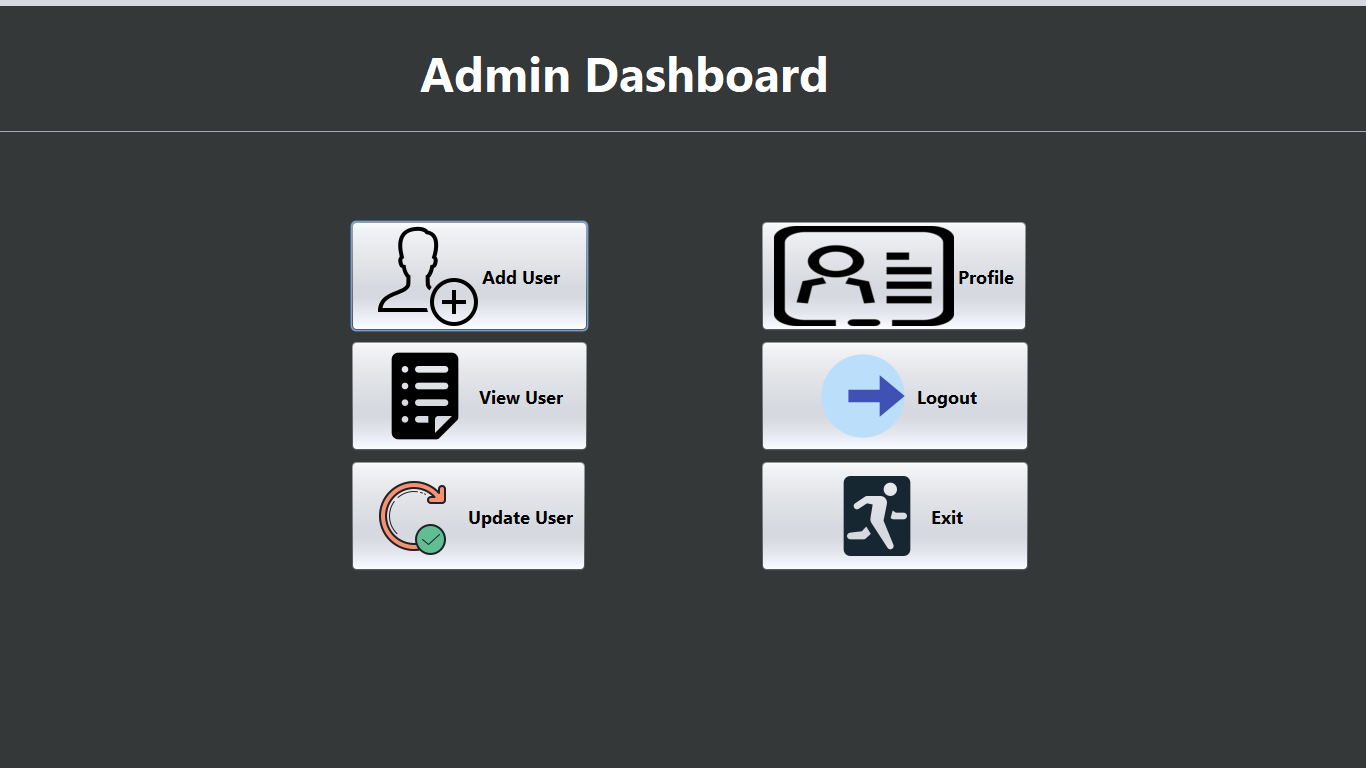 Admin Dashboard
Add User
Profile
View User
Logout
Update User
Exit